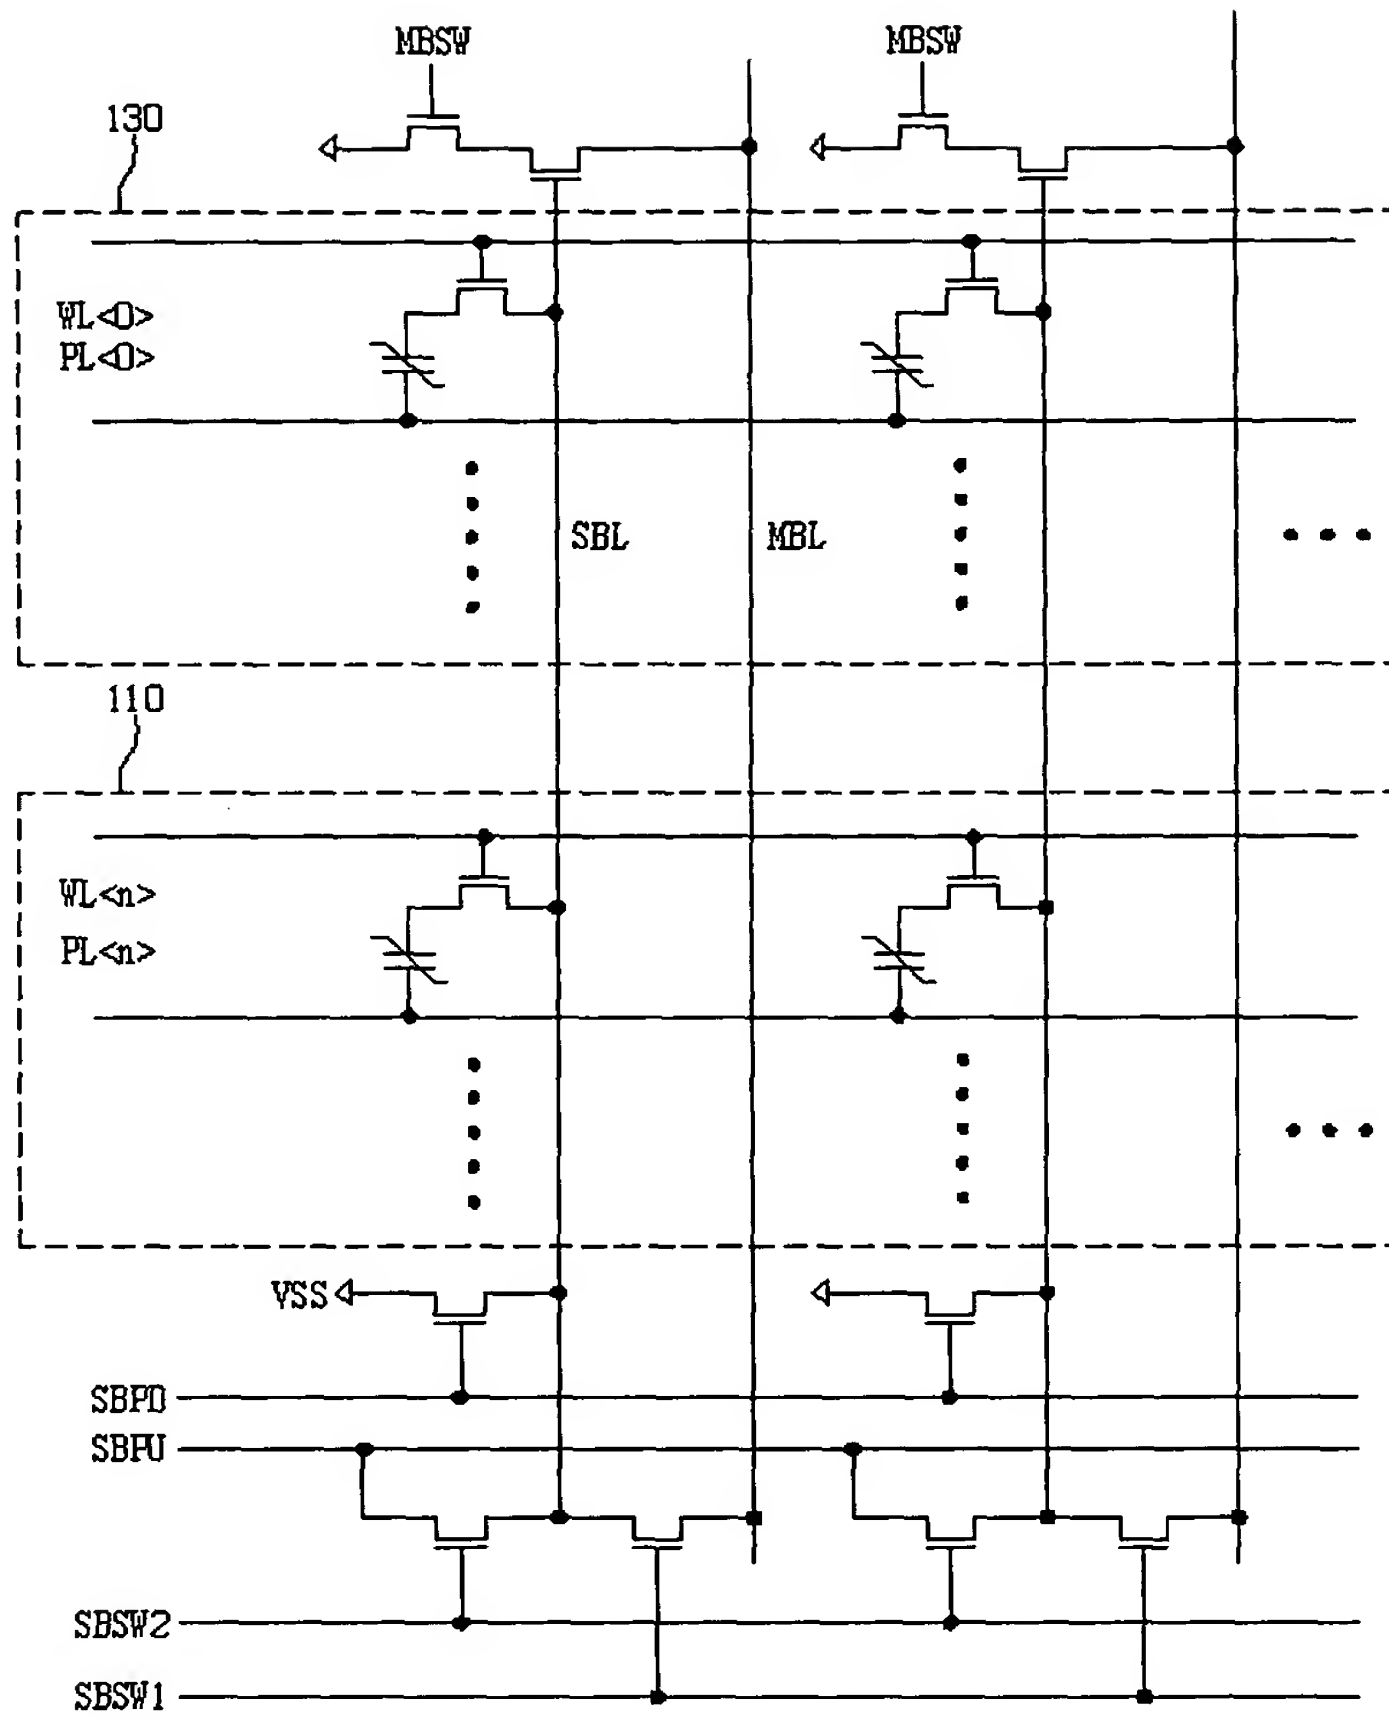 MBSW MBSW
130
WL<0>
PL<0>
SBL MBL
110
WL<n>
PL<n>
VSS
SBPD
SBPU
SBSW2
SBSW1